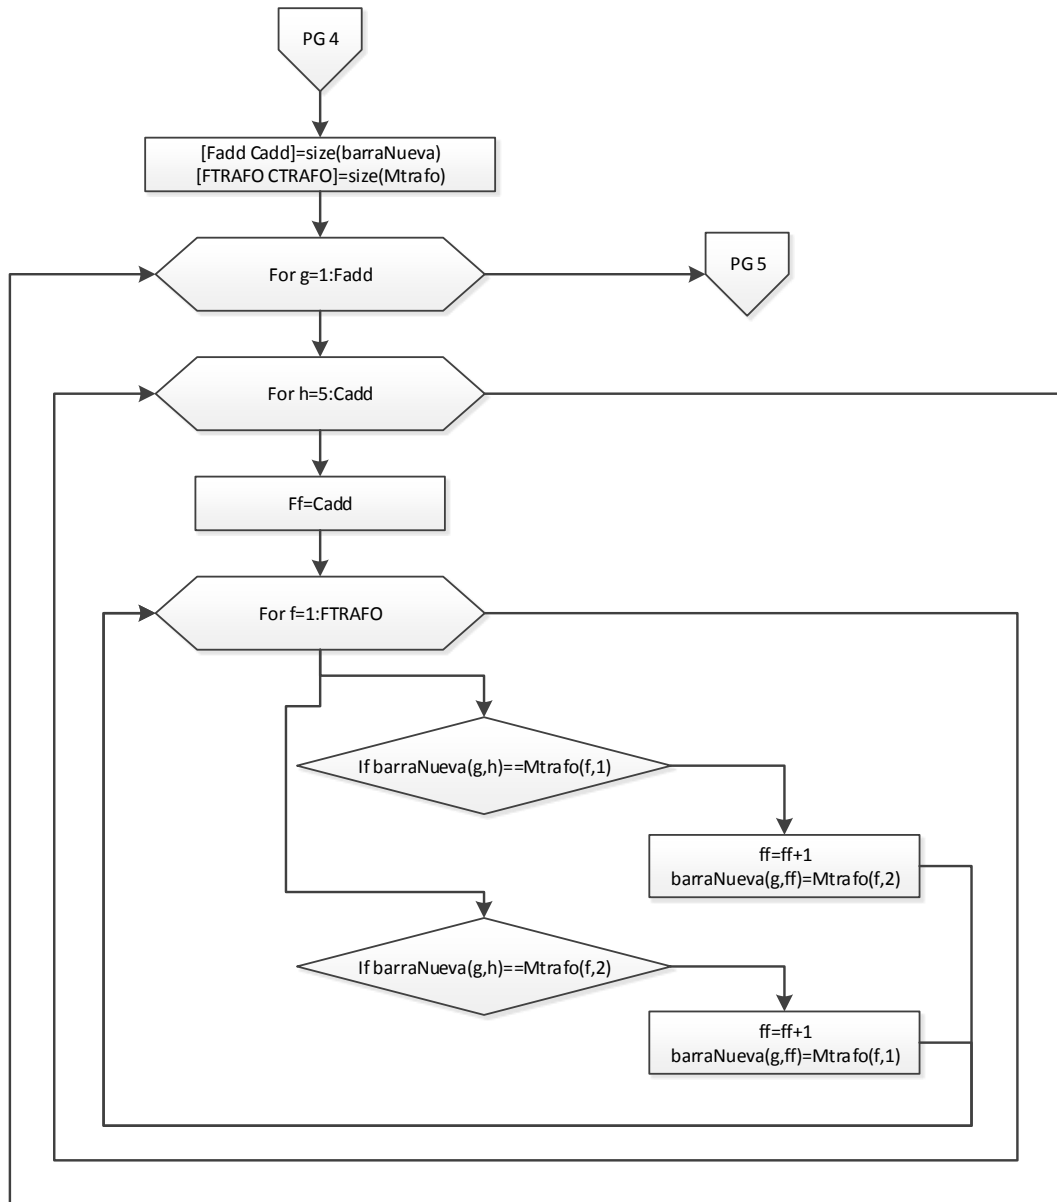 PG 4
[Fadd Cadd]=size(barraNueva)
[FTRAFO CTRAFO]=size(Mtrafo)
For g=1:Fadd
PG 5
For h=5:Cadd
Ff=Cadd
For f=1:FTRAFO
If barraNueva(g,h)==Mtrafo(f,1)
ff=ff+1
barraNueva(g,ff)=Mtrafo(f,2)
If barraNueva(g,h)==Mtrafo(f,2)
ff=ff+1
barraNueva(g,ff)=Mtrafo(f,1)